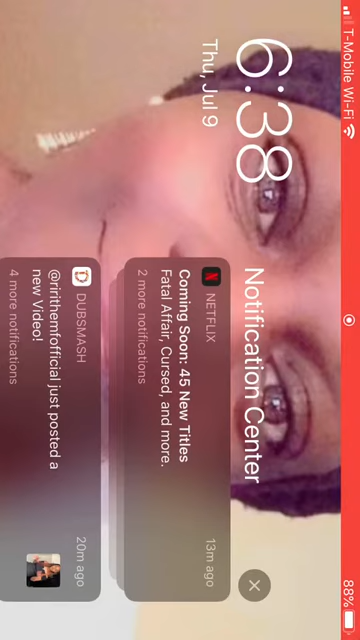 T-Mobile Wi-Fi
88%
6:38
Thu, Jul 9
Notification Center
NETFLIX
13m ago
Coming Soon: 45 New Titles
Fatal Affair, Cursed, and more.
2 more notifications
DUBSMASH
20m ago
@ririthemfofficial just posted a
new Video!
4 more notifications